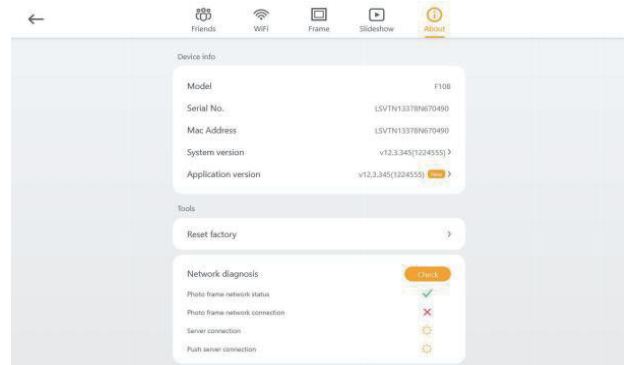 Friends WiFi Frame Slideshow About
Device info
Model F10B
Serial No. LSVTN13378N670490
Mac Address LSVTN13378N670490
System version v12.3.345(1224555)
Application version v12,3.345(1224555) New
Tools
Reset factory
Network diagnosis Check
Photo frame network status
Photo frame network connection
Server connection
Push server connection